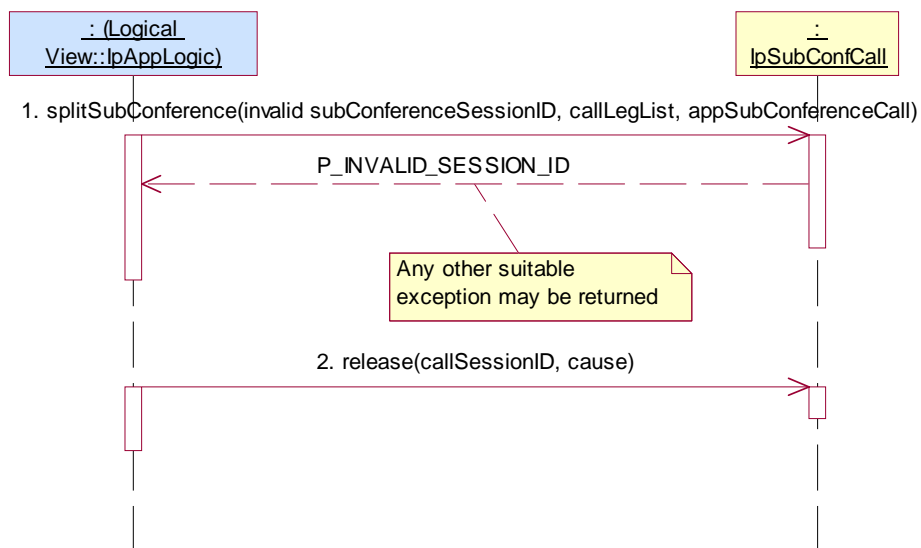 : (Logical
View::IpAppLogic)
:
IpSubConfCall
1. splitSubConference(invalid subConferenceSessionID, callLegList, appSubConferenceCall)
P_INVALID_SESSION_ID
Any other suitable
exception may be returned
2. release(callSessionID, cause)